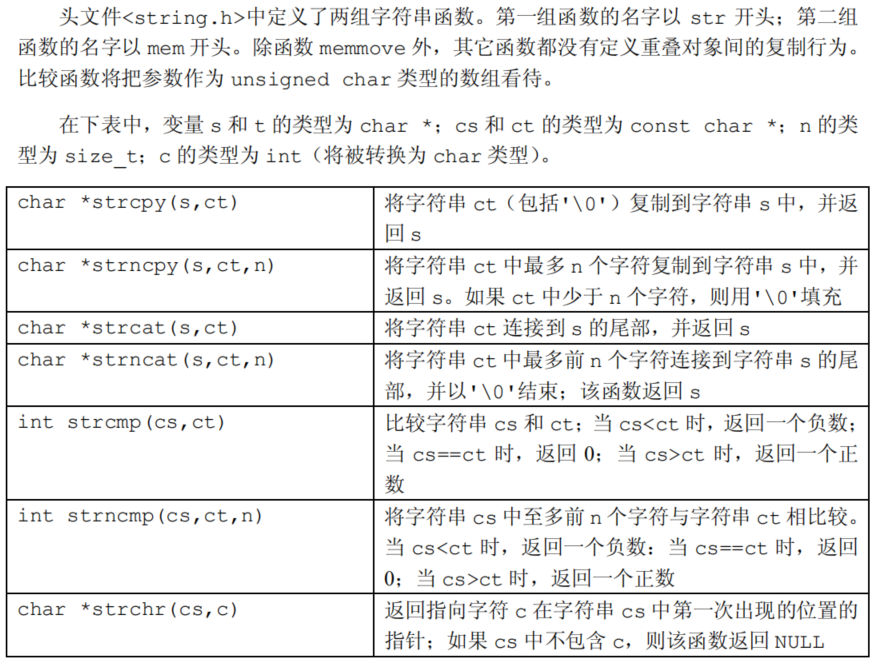 头文件<string.h>中定义了两组字符串函数。第一组函数的名字以 str 开头；第二组
函数的名字以 mem 开头。除函数 memmove 外，其它函数都没有定义重叠对象间的复制行为。
比较函数将把参数作为 unsigned char 类型的数组看待。
在下表中，变量 s 和 t 的类型为 char *；cs 和 ct 的类型为 const char *；n 的类
型为 size_t；c 的类型为 int（将被转换为 char 类型）。
char *strcpy(s,ct)
将字符串 ct（包括'\0'）复制到字符串 s 中，并返
回 s
char *strncpy(s,ct,n)
将字符串 ct 中最多 n 个字符复制到字符串 s 中，并
返回 s。如果 ct 中少于 n 个字符，则用'\0'填充
char *strcat(s,ct)
将字符串 ct 连接到 s 的尾部，并返回 s
char *strncat(s,ct,n)
将字符串 ct 中最多前 n 个字符连接到字符串 s 的尾
部，并以'\0'结束；该函数返回 s
int strcmp(cs,ct)
比较字符串 cs 和 ct；当 cs<ct 时，返回一个负数；
当 cs==ct 时，返回 0；当 cs>ct 时，返回一个正
数
int strncmp(cs,ct,n)
将字符串 cs 中至多前 n 个字符与字符串 ct 相比较。
当 cs<ct 时，返回一个负数：当 cs==ct 时，返回
0；当 cs>ct 时，返回一个正数
char *strchr(cs,c)
返回指向字符 c 在字符串 cs 中第一次出现的位置的
指针；如果 cs 中不包含 c，则该函数返回 NULL